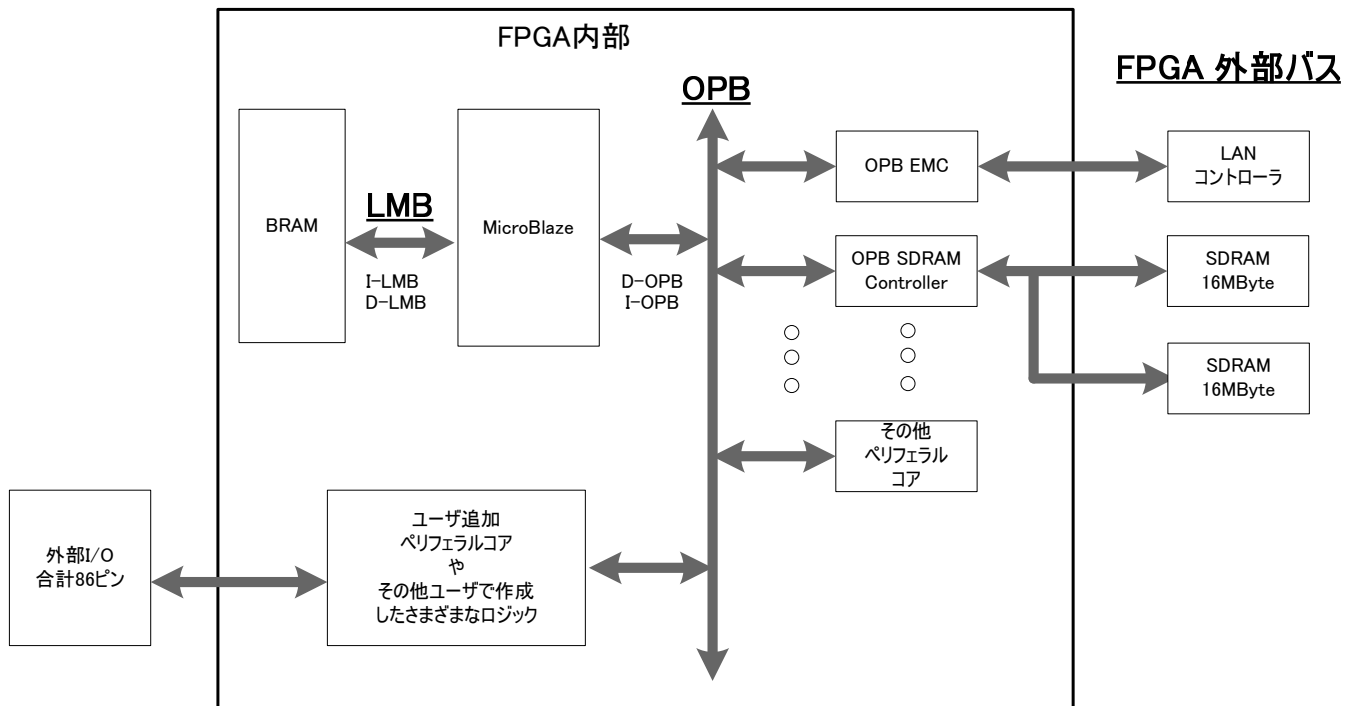 FPGA内部
FPGA 外部バス
OPB
BRAM
LMB
I-LMB
D-LMB
MicroBlaze
D-OPB
I-OPB
OPB EMC
LAN
コントローラ
OPB SDRAM
Controller
SDRAM
16MByte
SDRAM
16MByte
その他
ペリフェラル
コア
外部I/O
合計86ピン
ユーザ追加
ペリフェラルコア
や
その他ユーザで作成
したさまざまなロジック